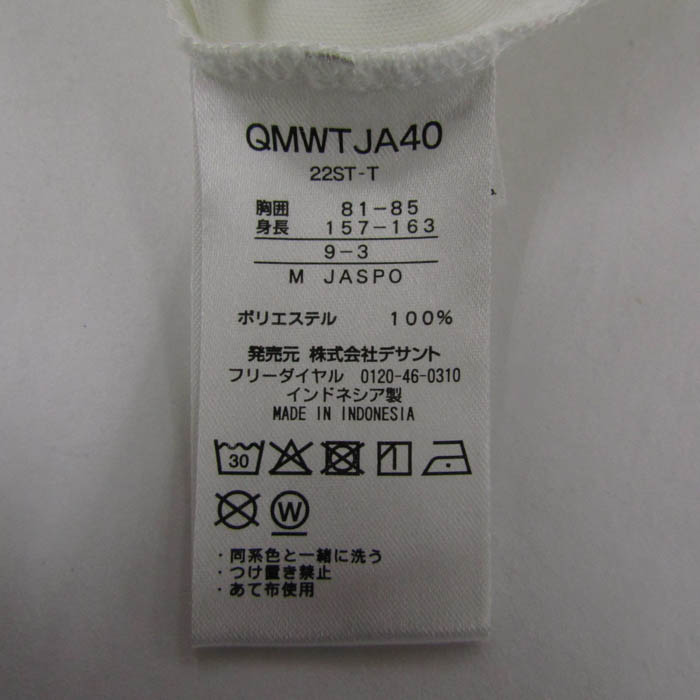 QMWTJA40
22ST-T
胸囲 81-85
身長 157-163
9-3
M JASPO
ポリエステル 100%
発売元 株式会社デサント
フリーダイヤル 0120-46-0310
インドネシア製
MADE IN INDONESIA
30
W
・同系色と一緒に洗う
・つけ置き禁止
・あて布使用